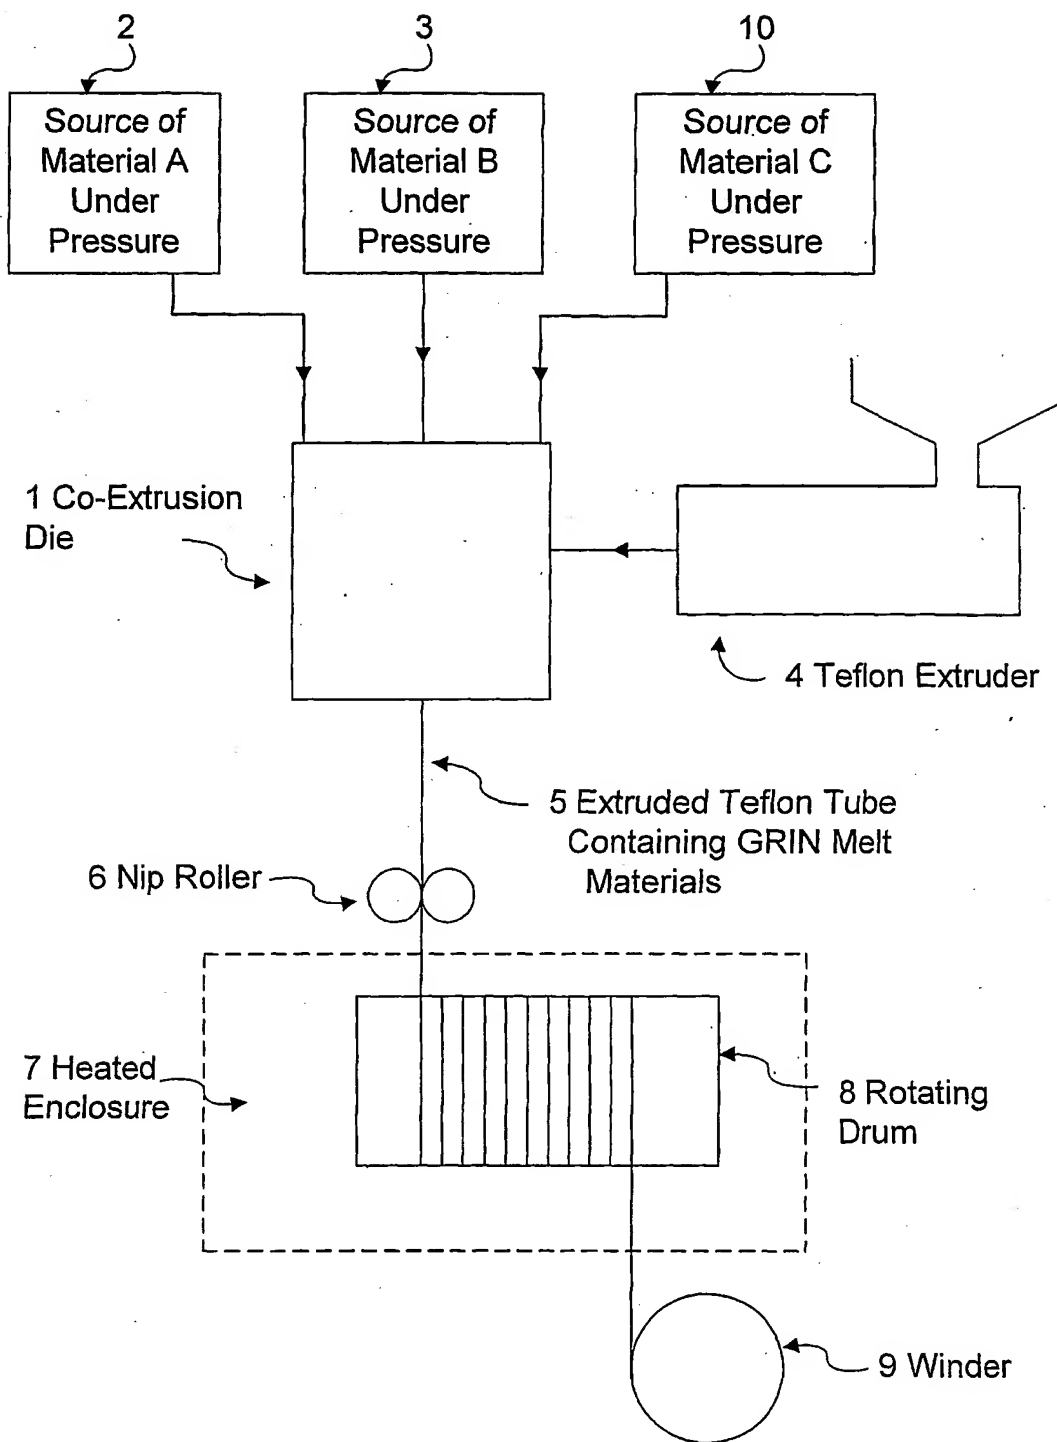 2
3
10
Source of
Material A
Under
Pressure
Source of
Material B
Under
Pressure
Source of
Material C
Under
Pressure
1 Co-Extrusion
Die
4 Teflon Extruder
5 Extruded Teflon Tube
Containing GRIN Melt
Materials
6 Nip Roller
7 Heated
Enclosure
8 Rotating
Drum
9 Winder